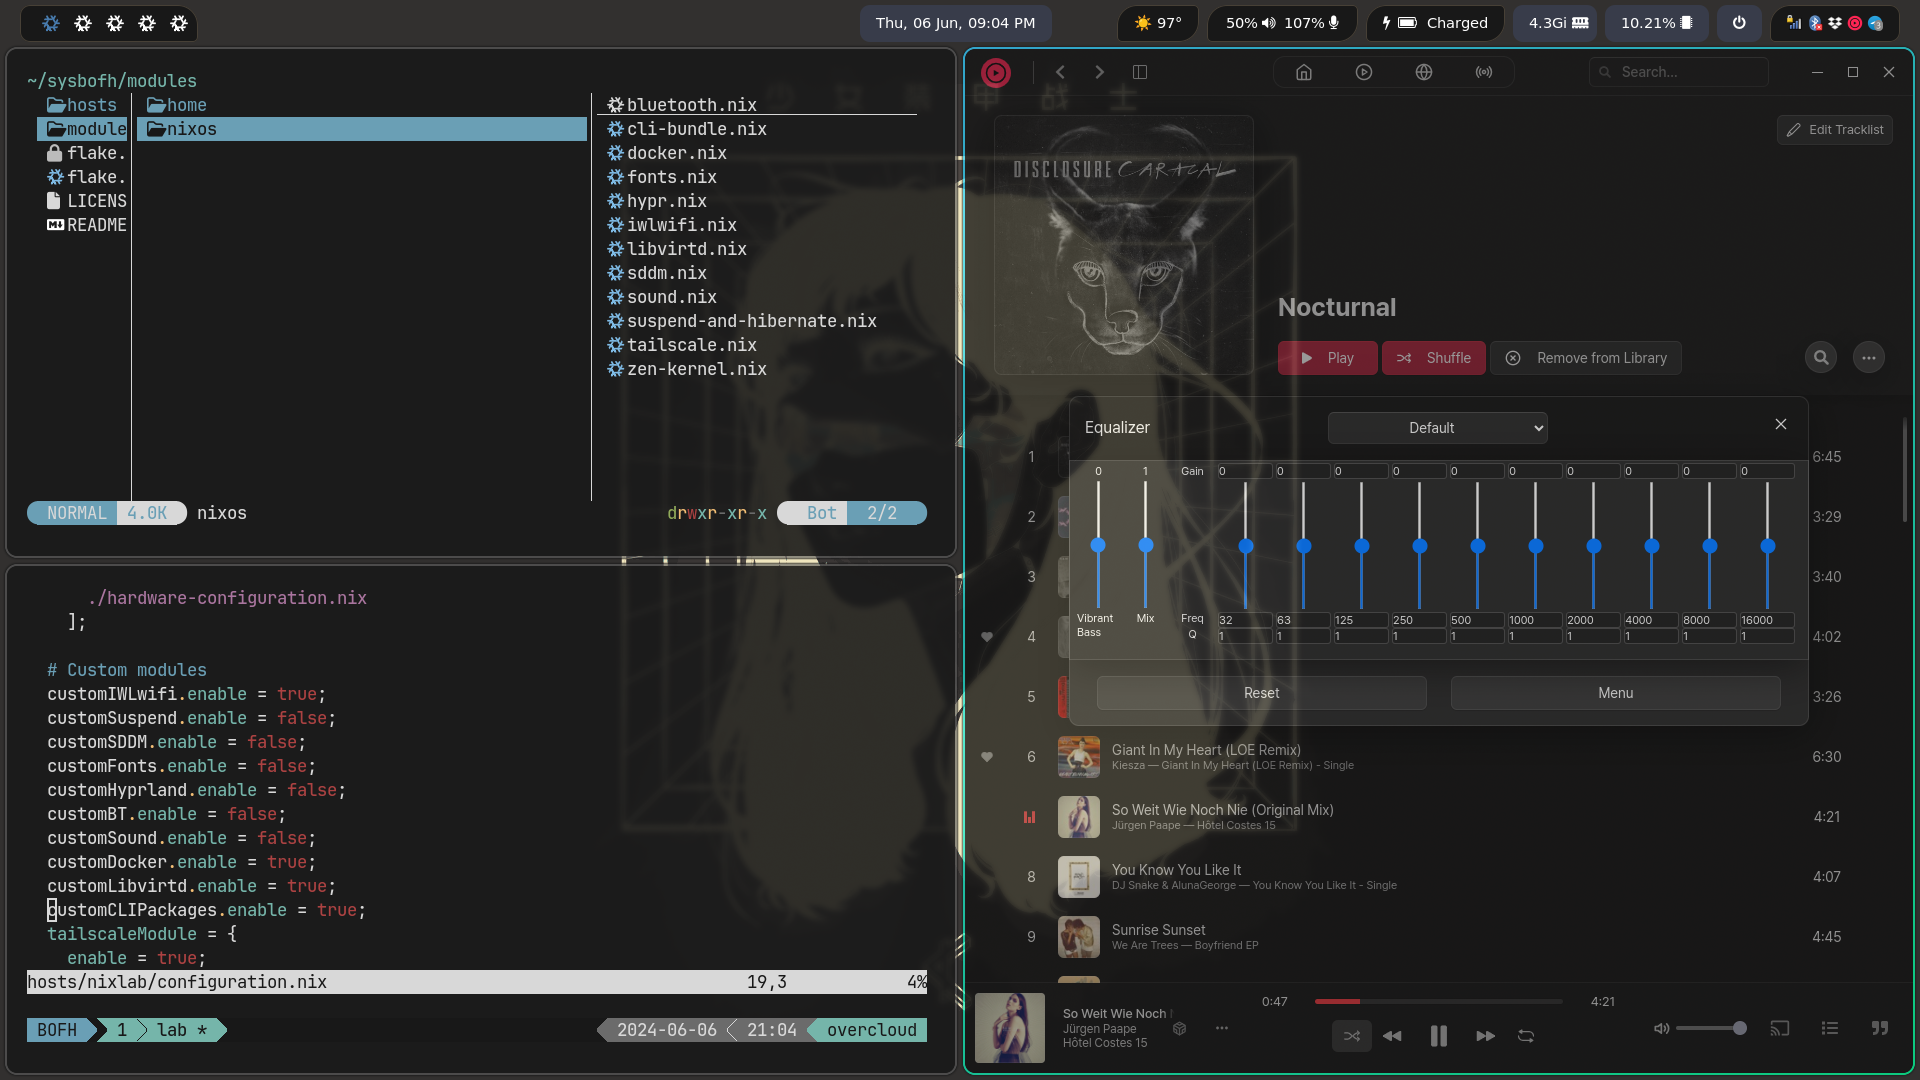 Thu, 06 Jun, 09:04 PM
97°
50% 107%
Charged
4.3Gi
10.21%
3
~/sysbofh/modules
hosts
module
flake.
flake.
LICENS
README
home
nixos
bluetooth.nix
cli-bundle.nix
docker.nix
fonts.nix
hypr.nix
iwlwifi.nix
libvirtd.nix
sddm.nix
sound.nix
suspend-and-hibernate.nix
tailscale.nix
zen-kernel.nix
NORMAL 4.0K nixos
drwxr-xr-x Bot 2/2
./hardware-configuration.nix
];
# Custom modules
customIWLwifi.enable = true;
customSuspend.enable = false;
customSDDM.enable = false;
customFonts.enable = false;
customHyprland.enable = false;
customBT.enable = false;
customSound.enable = false;
customDocker.enable = true;
customLibvirtd.enable = true;
customCLIPackages.enable = true;
tailscaleModule = {
enable = true;
hosts/nixlab/configuration.nix 19,3 4%
BOFH 1 lab * 2024-06-06 21:04 overcloud
少女装甲战士
Search...
Edit Tracklist
DISCLOSURE CARACAL
Nocturnal
Play
Shuffle
Remove from Library
Equalizer
Default
0 1 Gain 0 0 0 0 0 0 0 0 0 0
Vibrant Bass
Mix
Freq 32 63 125 250 500 1000 2000 4000 8000 16000
Q 1 1 1 1 1 1 1 1 1 1
Reset
Menu
1 6:45
2 3:29
3 3:40
4 4:02
5 3:26
6 Giant In My Heart (LOE Remix) 6:30
Kiesza — Giant In My Heart (LOE Remix) - Single
So Weit Wie Noch Nie (Original Mix) 4:21
Jürgen Paape — Hôtel Costes 15
8 You Know You Like It 4:07
DJ Snake & AlunaGeorge — You Know You Like It - Single
9 Sunrise Sunset 4:45
We Are Trees — Boyfriend EP
So Weit Wie Noch
Jürgen Paape
Hôtel Costes 15
0:47
4:21